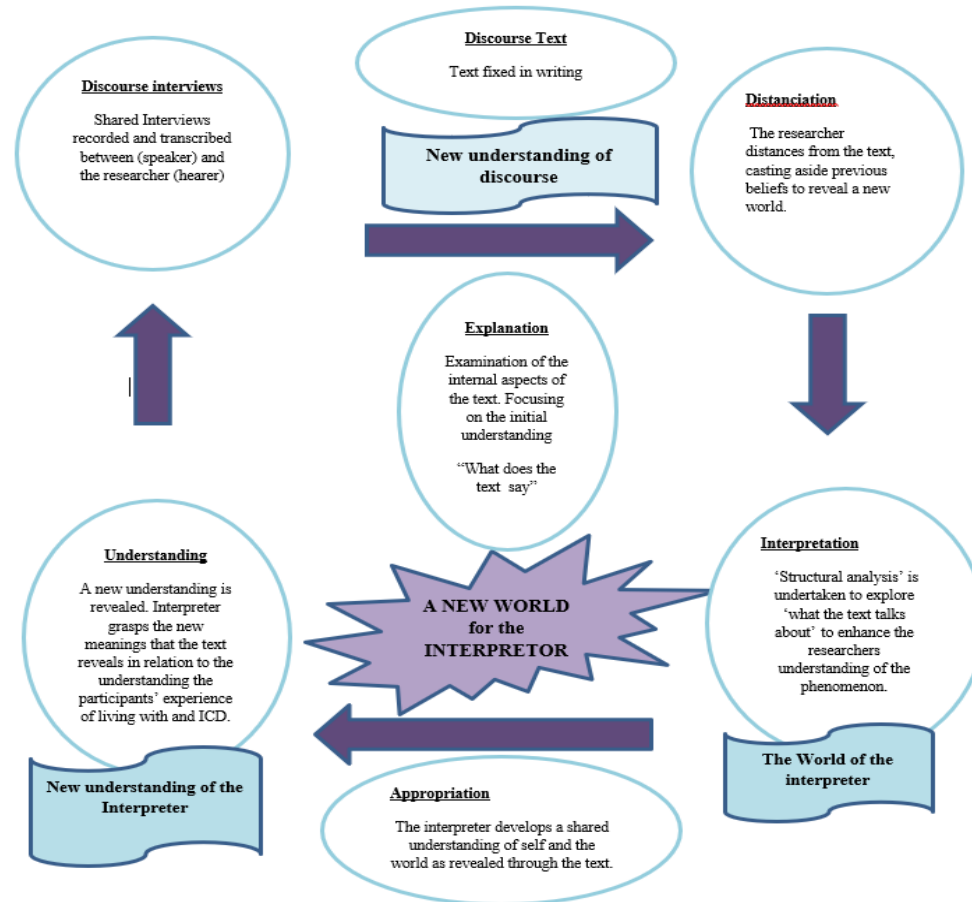 Discourse Text
Text fixed in writing
New understanding of
discourse
Discourse interviews
Shared Interviews
recorded and transcribed
between (speaker) and
the researcher (hearer)
Distanciation
The researcher
distances from the text,
casting aside previous
beliefs to reveal a new
world.
Explanation
Examination of the
internal aspects of
the text. Focusing
on the initial
understanding
“What does the
text say”
Understanding
A new understanding is
revealed. Interpreter
grasps the new
meanings that the text
reveals in relation to the
understanding the
participants’ experience
of living with and ICD.
New understanding of the
Interpreter
A NEW WORLD
for the
INTERPRETOR
Interpretation
‘Structural analysis’ is
undertaken to explore
‘what the text talks
about’ to enhance the
researchers
understanding of the
phenomenon.
The World of the
interpreter
Appropriation
The interpreter develops a shared
understanding of self and the
world as revealed through the text.